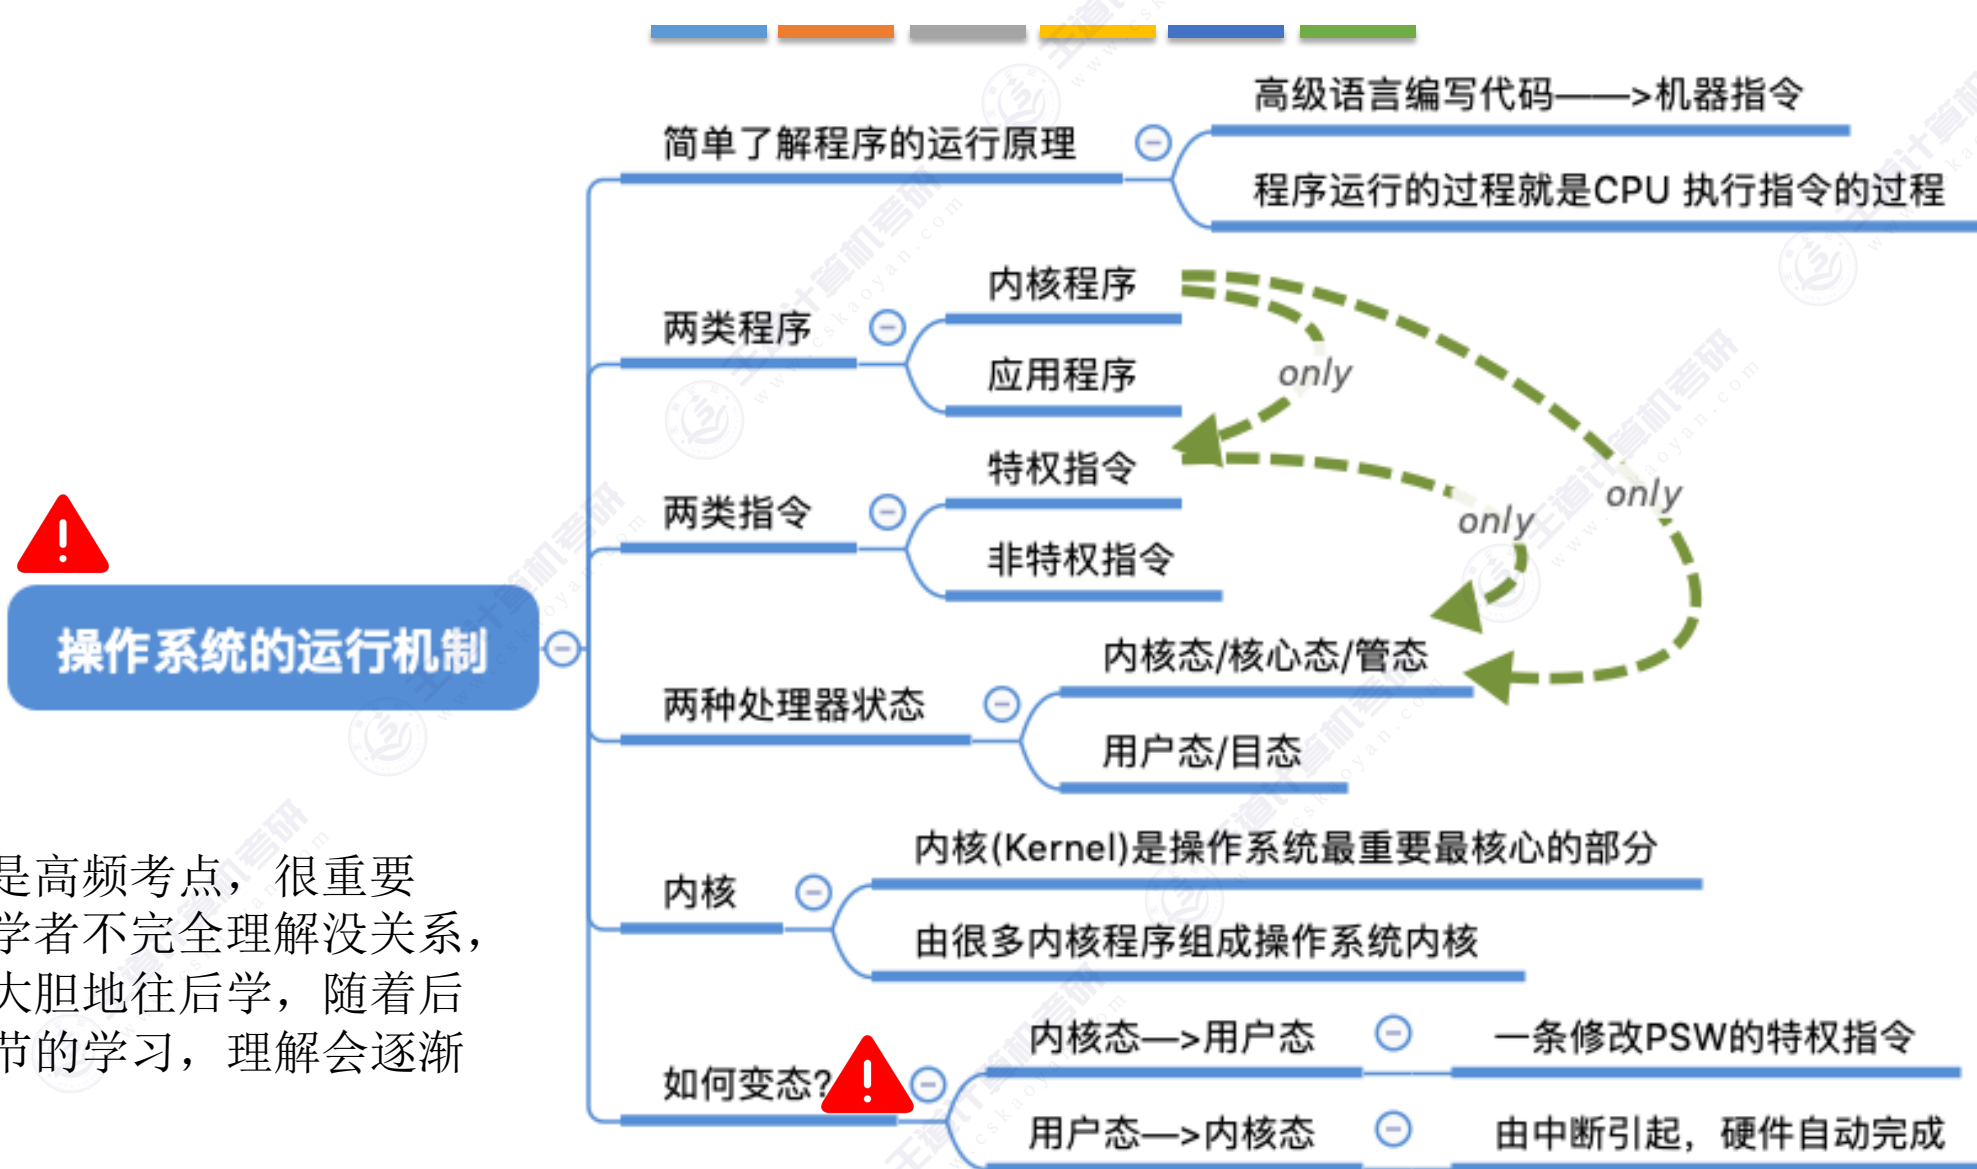 高级语言编写代码——>机器指令
简单了解程序的运行原理
程序运行的过程就是CPU 执行指令的过程
内核程序
两类程序
应用程序
only
特权指令
两类指令
only
only
非特权指令
操作系统的运行机制
内核态/核心态/管态
两种处理器状态
用户态/目态
内核(Kernel)是操作系统最重要最核心的部分
是高频考点，很重要
内核
学者不完全理解没关系，
由很多内核程序组成操作系统内核
大胆地往后学，随着后
节的学习，理解会逐渐
内核态—>用户态
一条修改PSW的特权指令
如何变态?
用户态—>内核态
由中断引起，硬件自动完成
王道计算机考研
www.cskaoyan.com